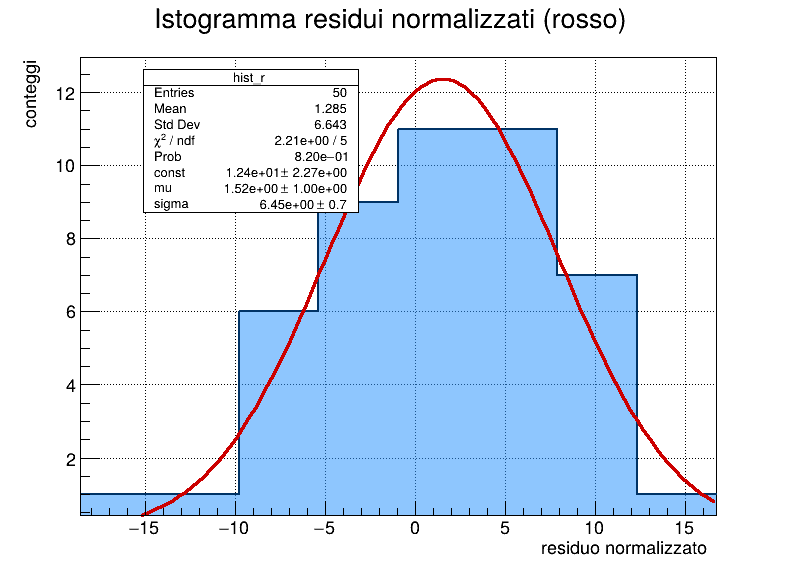 Istogramma residui normalizzati (rosso)
conteggi
hist_r
Entries 50
Mean 1.285
Std Dev 6.643
χ² / ndf 2.21e+00 / 5
Prob 8.20e−01
const 1.24e+01± 2.27e+00
mu 1.52e+00± 1.00e+00
sigma 6.45e+00± 0.7
12
10
8
6
4
2
−15 −10 −5 0 5 10 15
residuo normalizzato